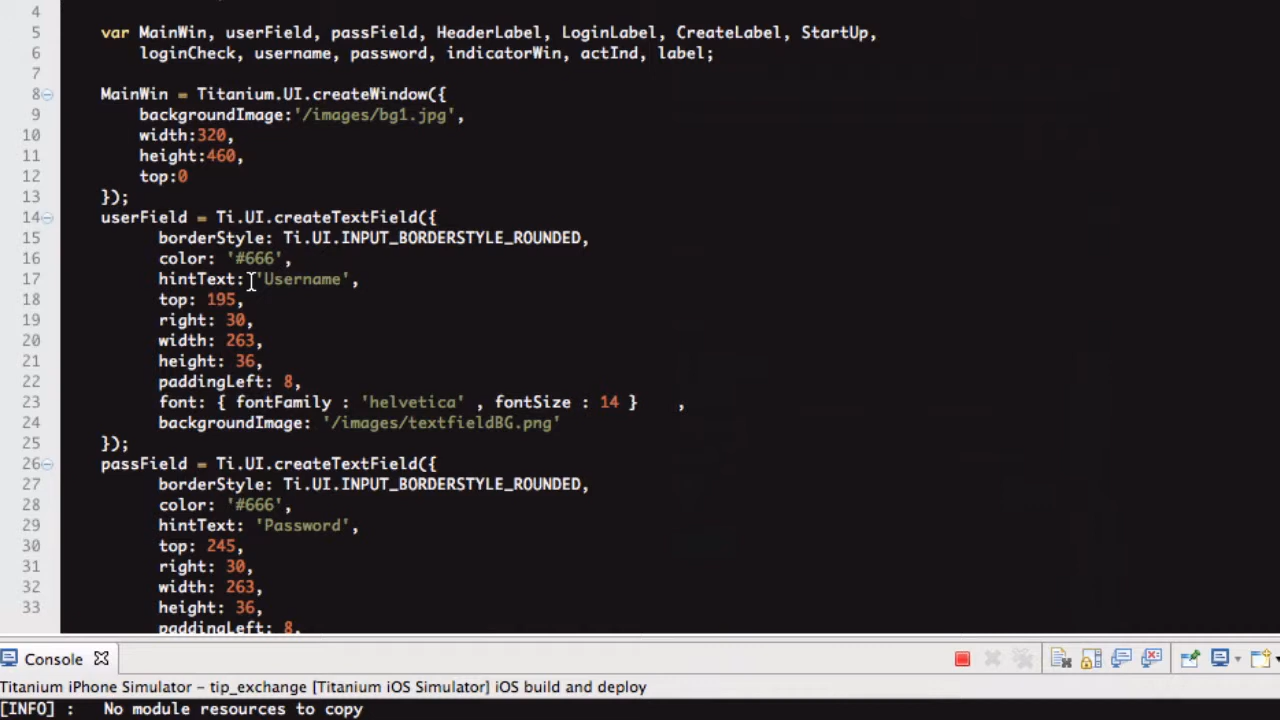 4
5 var MainWin, userField, passField, HeaderLabel, LoginLabel, CreateLabel, StartUp,
6 loginCheck, username, password, indicatorWin, actInd, label;
7
8 MainWin = Titanium.UI.createWindow({
9 backgroundImage:'/images/bg1.jpg',
10 width:320,
11 height:460,
12 top:0
13 });
14 userField = Ti.UI.createTextField({
15 borderStyle: Ti.UI.INPUT_BORDERSTYLE_ROUNDED,
16 color: '#666',
17 hintText: 'Username',
18 top: 195,
19 right: 30,
20 width: 263,
21 height: 36,
22 paddingLeft: 8,
23 font: { fontFamily : 'helvetica' , fontSize : 14 } ,
24 backgroundImage: '/images/textfieldBG.png'
25 });
26 passField = Ti.UI.createTextField({
27 borderStyle: Ti.UI.INPUT_BORDERSTYLE_ROUNDED,
28 color: '#666',
29 hintText: 'Password',
30 top: 245,
31 right: 30,
32 width: 263,
33 height: 36,
paddingLeft: 8,
Console
Titanium iPhone Simulator - tip_exchange [Titanium iOS Simulator] iOS build and deploy
[INFO] : No module resources to copy